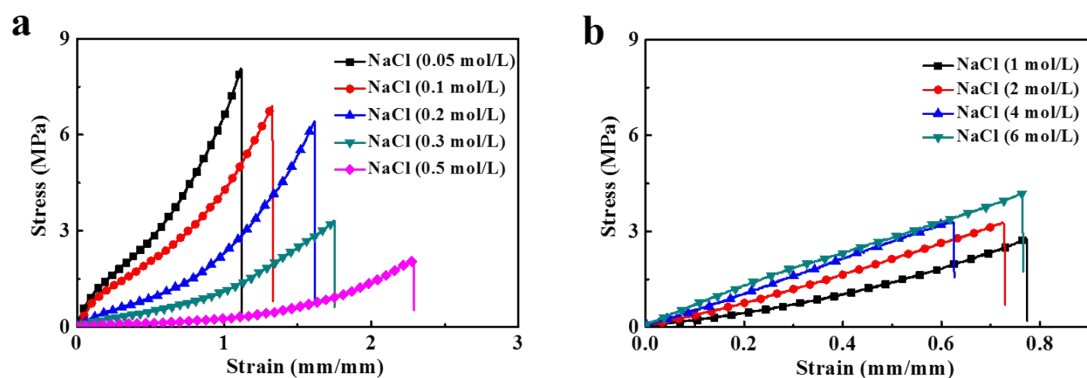 a
9
6
3
0
Stress (MPa)
0
1
2
3
Strain (mm/mm)
NaCl (0.05 mol/L)
NaCl (0.1 mol/L)
NaCl (0.2 mol/L)
NaCl (0.3 mol/L)
NaCl (0.5 mol/L)
b
9
6
3
0
Stress (MPa)
0.0
0.2
0.4
0.6
0.8
Strain (mm/mm)
NaCl (1 mol/L)
NaCl (2 mol/L)
NaCl (4 mol/L)
NaCl (6 mol/L)